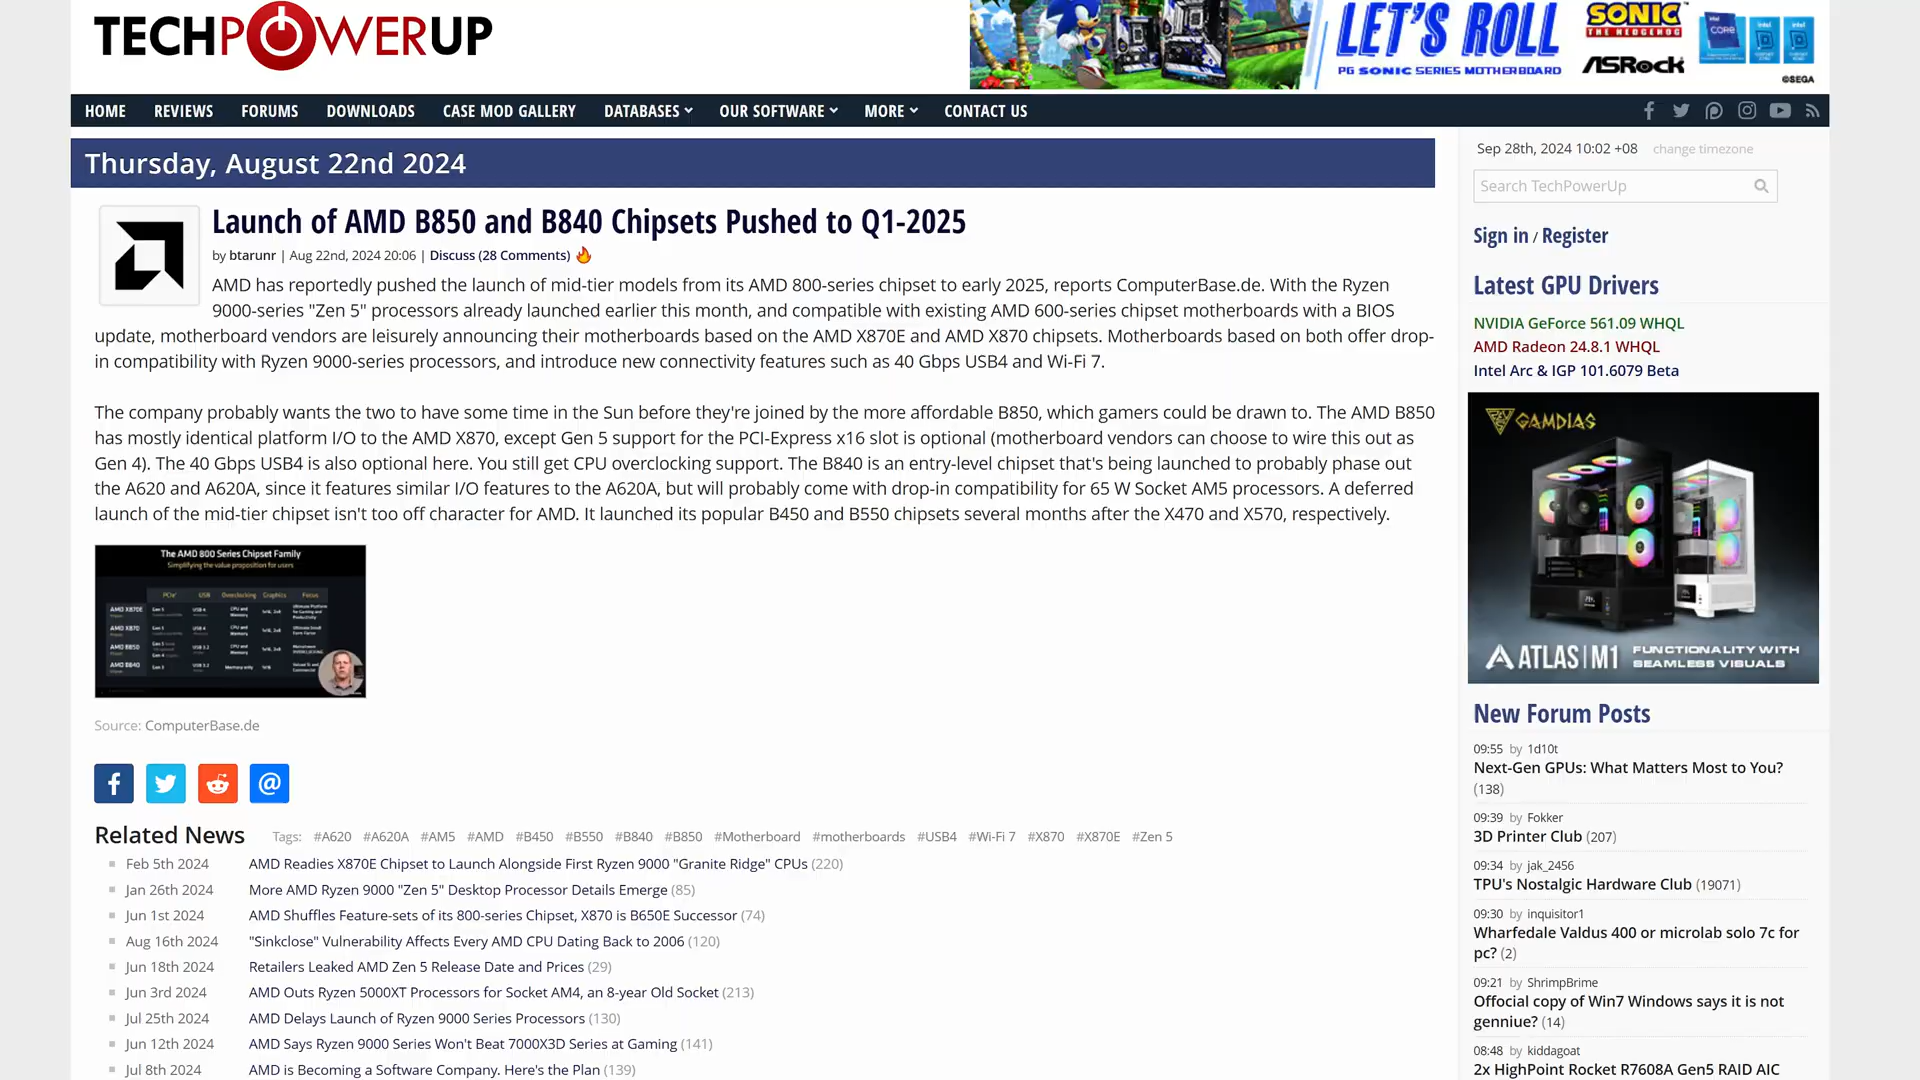 TECHPOWERUP
LET'S ROLL
PG SONIC SERIES MOTHERBOARD
SONIC
THE HEDGEHOG
ASRock
intel
CORE
intel
intel
©SEGA
HOME REVIEWS FORUMS DOWNLOADS CASE MOD GALLERY DATABASES OUR SOFTWARE MORE CONTACT US
Thursday, August 22nd 2024
Launch of AMD B850 and B840 Chipsets Pushed to Q1-2025
by btarunr | Aug 22nd, 2024 20:06 | Discuss (28 Comments)
AMD has reportedly pushed the launch of mid-tier models from its AMD 800-series chipset to early 2025, reports ComputerBase.de. With the Ryzen
9000-series "Zen 5" processors already launched earlier this month, and compatible with existing AMD 600-series chipset motherboards with a BIOS
update, motherboard vendors are leisurely announcing their motherboards based on the AMD X870E and AMD X870 chipsets. Motherboards based on both offer drop-
in compatibility with Ryzen 9000-series processors, and introduce new connectivity features such as 40 Gbps USB4 and Wi-Fi 7.
The company probably wants the two to have some time in the Sun before they're joined by the more affordable B850, which gamers could be drawn to. The AMD B850
has mostly identical platform I/O to the AMD X870, except Gen 5 support for the PCI-Express x16 slot is optional (motherboard vendors can choose to wire this out as
Gen 4). The 40 Gbps USB4 is also optional here. You still get CPU overclocking support. The B840 is an entry-level chipset that's being launched to probably phase out
the A620 and A620A, since it features similar I/O features to the A620A, but will probably come with drop-in compatibility for 65 W Socket AM5 processors. A deferred
launch of the mid-tier chipset isn't too off character for AMD. It launched its popular B450 and B550 chipsets several months after the X470 and X570, respectively.
The AMD 800 Series Chipset Family
Simplifying the value proposition for users
PCIe USB Overclocking Graphics Focus
AMD X870E
AMD X870
AMD B850
AMD B840
Source: ComputerBase.de
Related News Tags: #A620 #A620A #AM5 #AMD #B450 #B550 #B840 #B850 #Motherboard #motherboards #USB4 #Wi-Fi 7 #X870 #X870E #Zen 5
Feb 5th 2024 AMD Readies X870E Chipset to Launch Alongside First Ryzen 9000 "Granite Ridge" CPUs (220)
Jan 26th 2024 More AMD Ryzen 9000 "Zen 5" Desktop Processor Details Emerge (85)
Jun 1st 2024 AMD Shuffles Feature-sets of its 800-series Chipset, X870 is B650E Successor (74)
Aug 16th 2024 "Sinkclose" Vulnerability Affects Every AMD CPU Dating Back to 2006 (120)
Jun 18th 2024 Retailers Leaked AMD Zen 5 Release Date and Prices (29)
Jun 3rd 2024 AMD Outs Ryzen 5000XT Processors for Socket AM4, an 8-year Old Socket (213)
Jul 25th 2024 AMD Delays Launch of Ryzen 9000 Series Processors (130)
Jun 12th 2024 AMD Says Ryzen 9000 Series Won't Beat 7000X3D Series at Gaming (141)
Jul 8th 2024 AMD is Becoming a Software Company. Here's the Plan (139)
Sep 28th, 2024 10:02 +08 change timezone
Search TechPowerUp
Sign in / Register
Latest GPU Drivers
NVIDIA GeForce 561.09 WHQL
AMD Radeon 24.8.1 WHQL
Intel Arc & IGP 101.6079 Beta
GAMDIAS
ATLAS | M1 FUNCTIONALITY WITH
SEAMLESS VISUALS
New Forum Posts
09:55 by 1d10t
Next-Gen GPUs: What Matters Most to You?
(138)
09:39 by Fokker
3D Printer Club (207)
09:34 by jak_2456
TPU's Nostalgic Hardware Club (19071)
09:30 by inquisitor1
Wharfedale Valdus 400 or microlab solo 7c for
pc? (2)
09:21 by ShrimpBrime
Offocial copy of Win7 Windows says it is not
genniue? (14)
08:48 by kiddagoat
2x HighPoint Rocket R7608A Gen5 RAID AIC